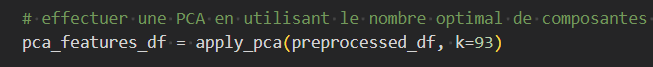 # effectuer une PCA en utilisant le nombre optimal de composantes
pca_features_df = apply_pca(preprocessed_df, k=93)